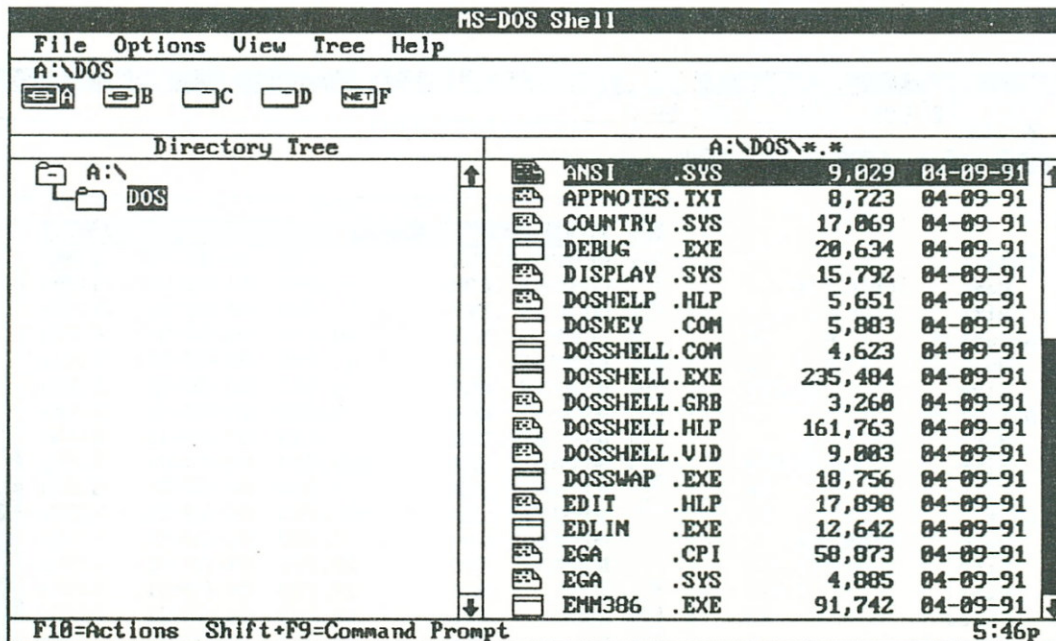 MS-DOS Shell
File Options View Tree Help
A:\DOS
A B C D NET F
Directory Tree
A:\
DOS
A:\DOS\*.*
ANSI .SYS 9,029 04-09-91
APPNOTES.TXT 8,723 04-09-91
COUNTRY .SYS 17,069 04-09-91
DEBUG .EXE 20,634 04-09-91
DISPLAY .SYS 15,792 04-09-91
DOSHELP .HLP 5,651 04-09-91
DOSKEY .COM 5,883 04-09-91
DOSSHELL.COM 4,623 04-09-91
DOSSHELL.EXE 235,484 04-09-91
DOSSHELL.GRB 3,260 04-09-91
DOSSHELL.HLP 161,763 04-09-91
DOSSHELL.VID 9,003 04-09-91
DOSSWAP .EXE 18,756 04-09-91
EDIT .HLP 17,898 04-09-91
EDLIN .EXE 12,642 04-09-91
EGA .CPI 58,873 04-09-91
EGA .SYS 4,885 04-09-91
EMM386 .EXE 91,742 04-09-91
F10=Actions Shift+F9=Command Prompt 5:46p